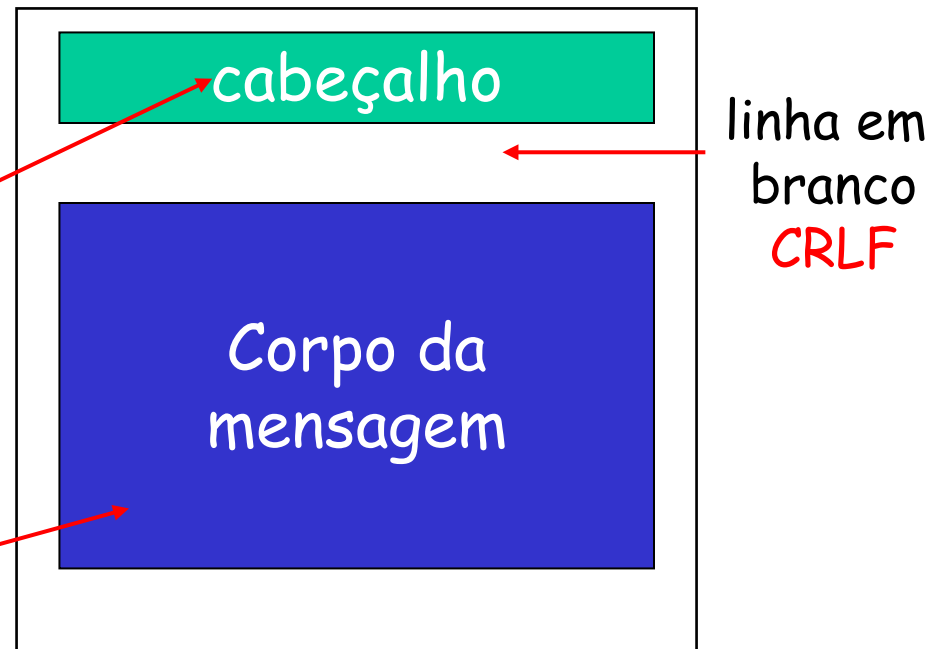 cabeçalho
linha em
branco
CRLF
Corpo da
mensagem